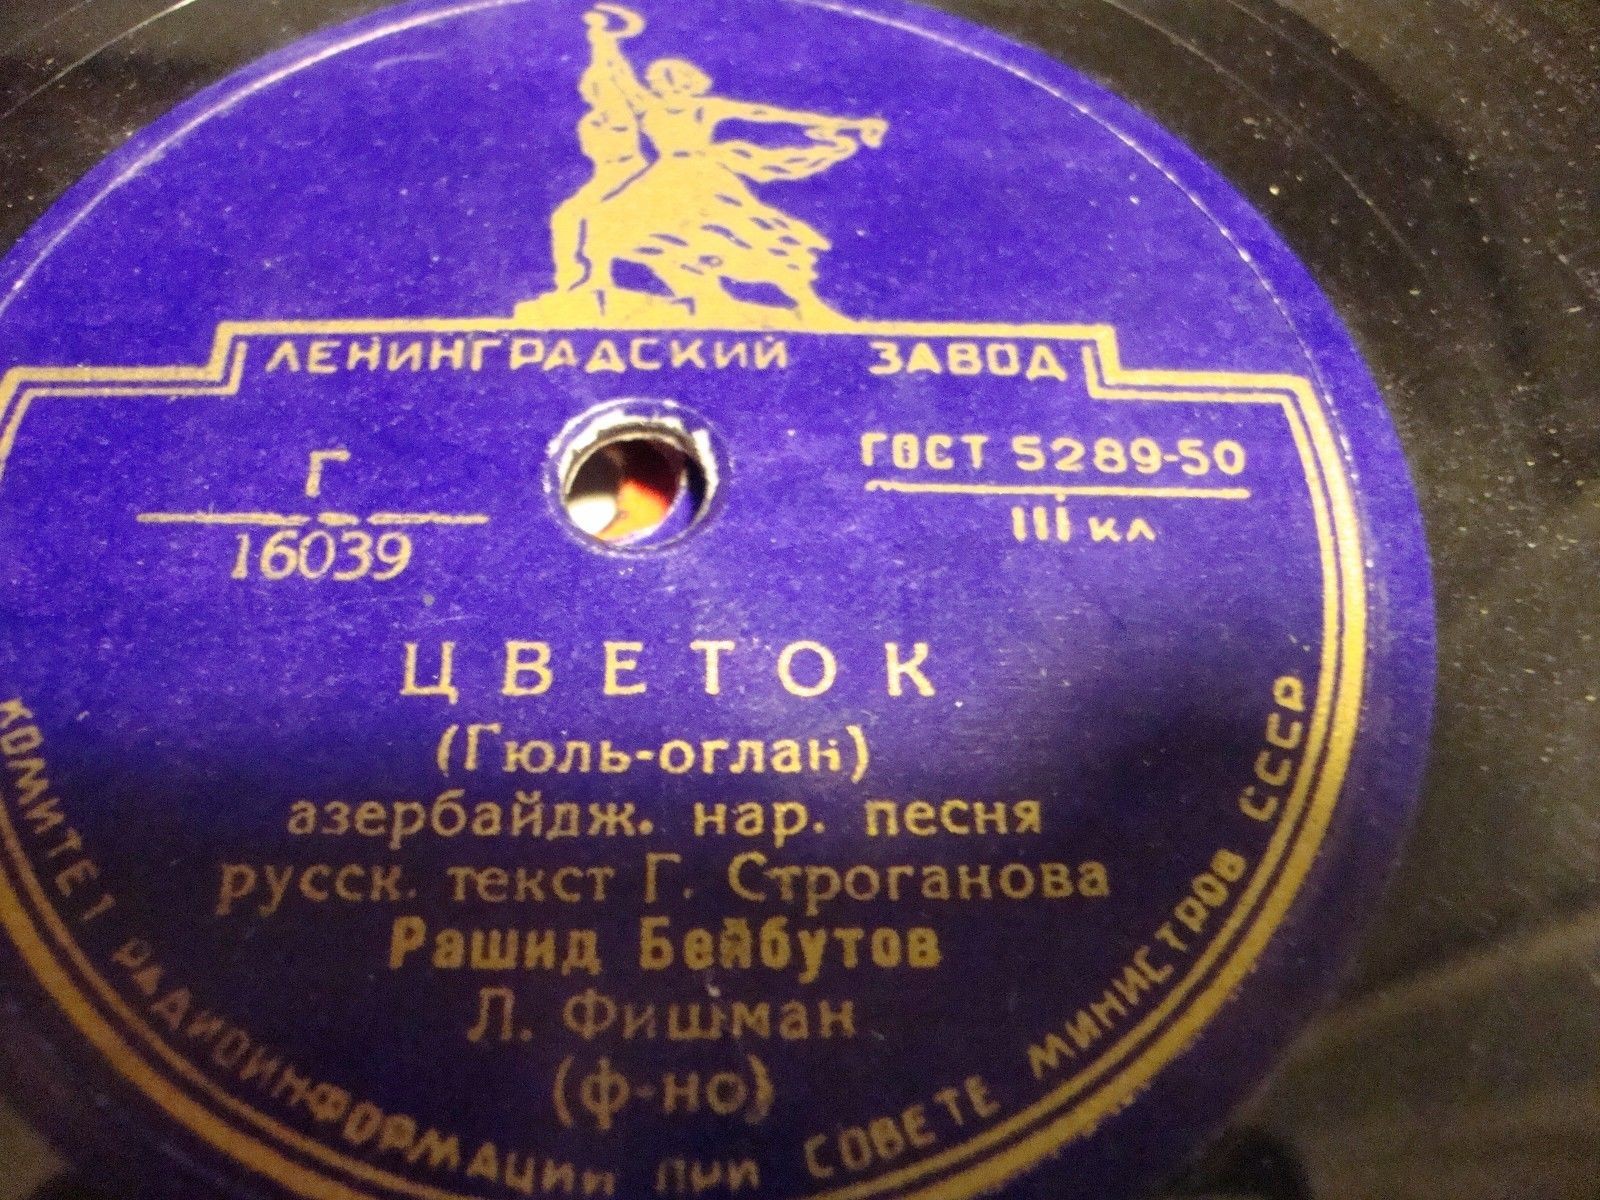 ЛЕНИНГРАДСКИЙ ЗАВОД
Г
16039
ГОСТ 5289-50
III кл
ЦВЕТОК
(Гюль-оглан)
азербайдж. нар. песня
русск. текст Г. Строганова
Рашид Бейбутов
Л. Фишман
(ф-но)
КОМИТЕТ РАДИОИНФОРМАЦИИ ПРИ СОВЕТЕ МИНИСТРОВ СССР